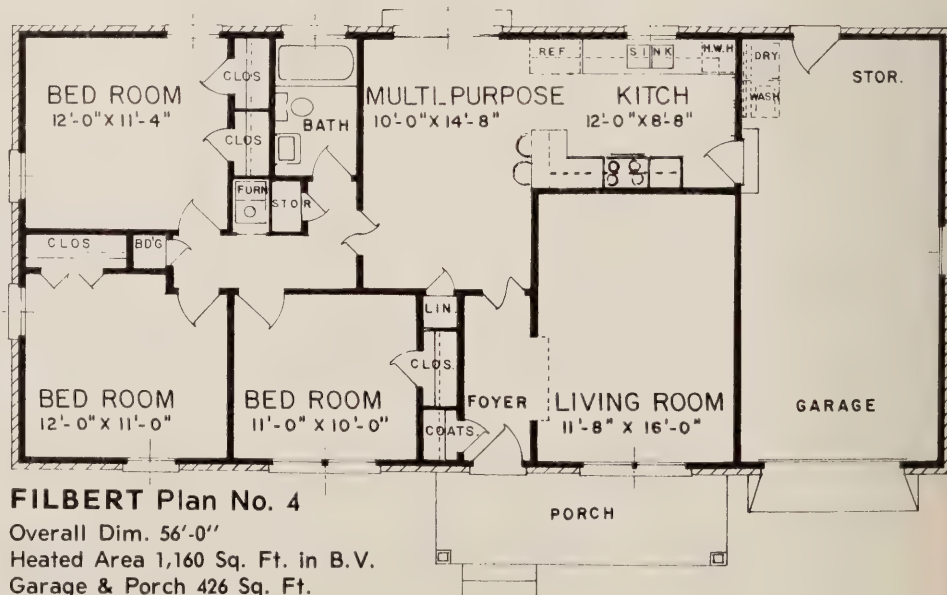 BED ROOM
12'-0" X 11'-4"
CLOS
CLOS
BATH
FURN
STOR
MULTI-PURPOSE
10'-0" X 14'-8"
REF
SINK
H.W.H
KITCH
12'-0" X 8'-8"
DRY
WASH
STOR.
CLOS
BD'G
BED ROOM
12'-0" X 11'-0"
BED ROOM
11'-0" X 10'-0"
LIN.
CLOS.
COATS.
FOYER
LIVING ROOM
11'-8" X 16'-0"
GARAGE
PORCH
FILBERT Plan No. 4
Overall Dim. 56'-0''
Heated Area 1,160 Sq. Ft. in B.V.
Garage & Porch 426 Sq. Ft.